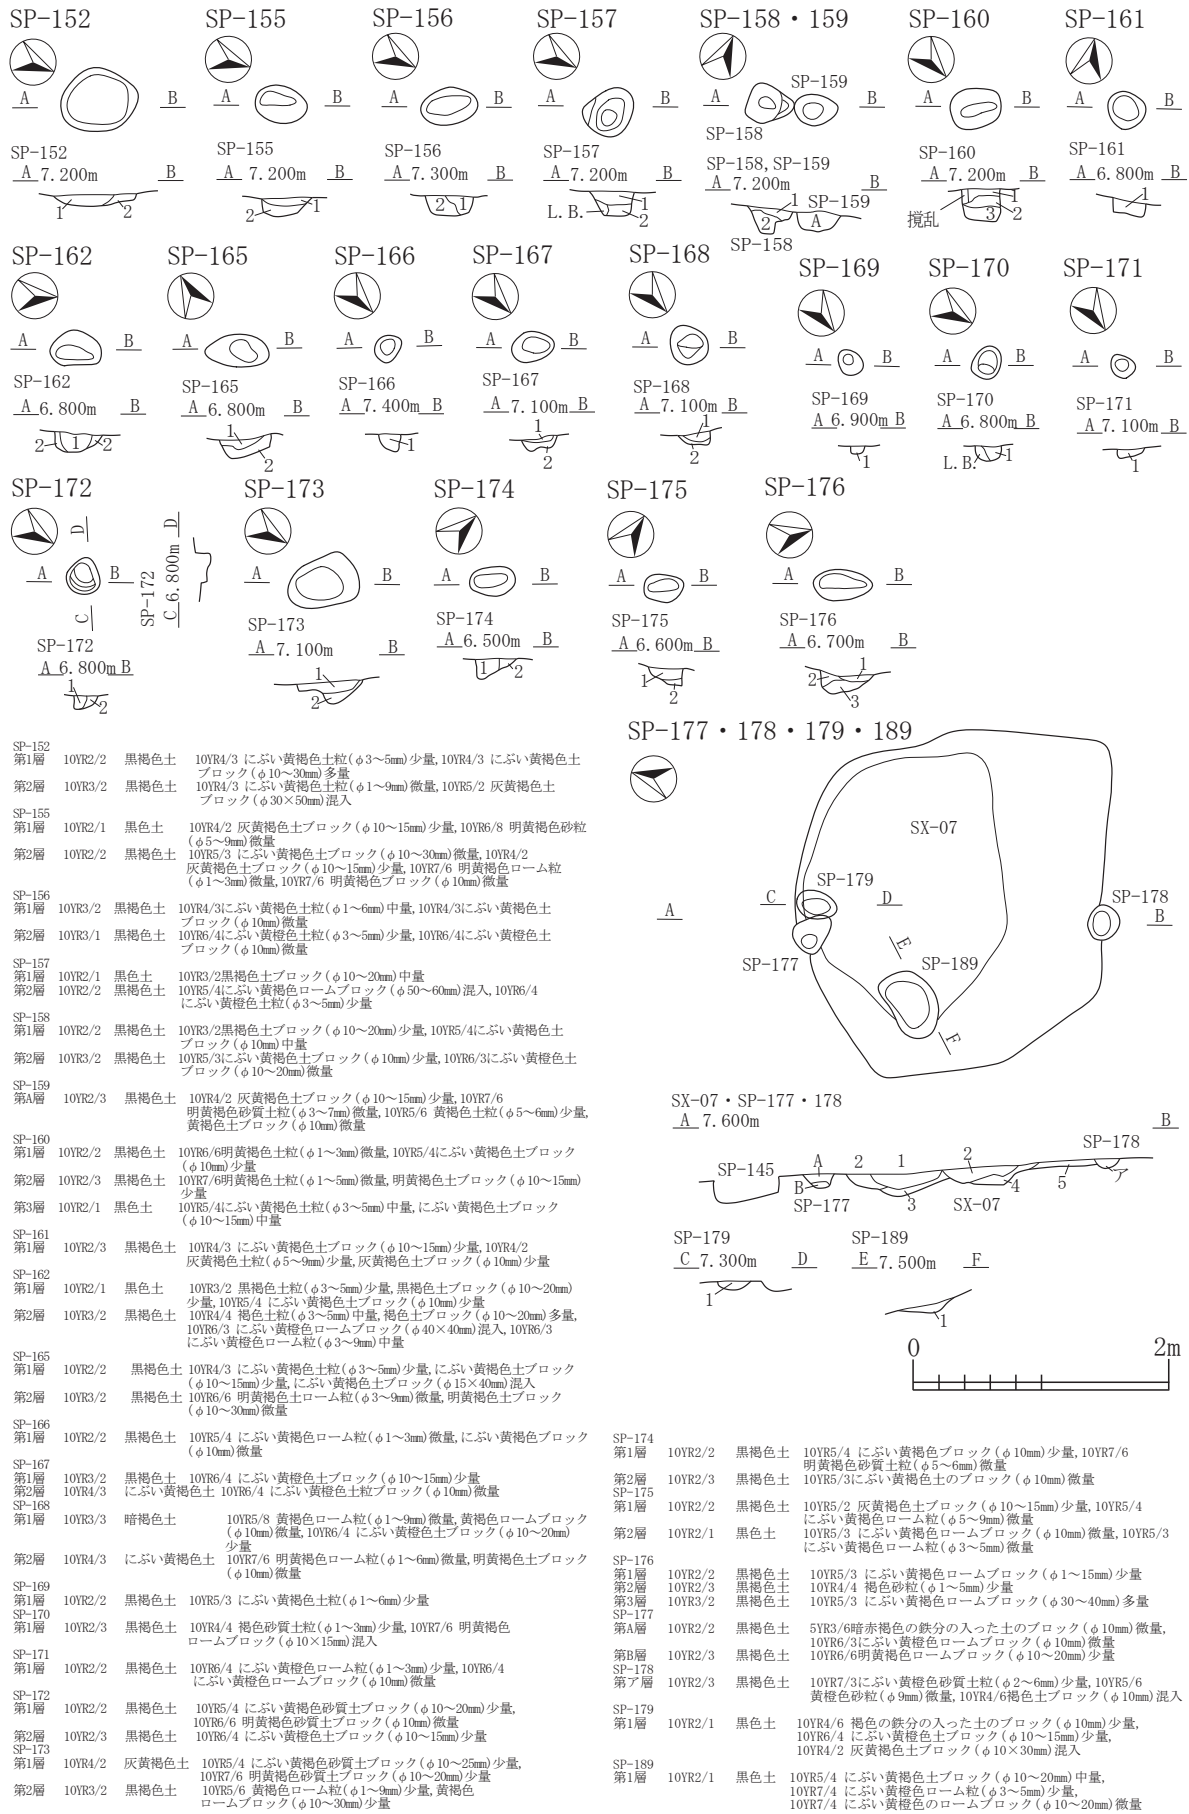 SP-152 SP-155 SP-156 SP-157 SP-158・159 SP-160 SP-161
A B A B A B A B A SP-159 B A B A B
SP-158
SP-152 SP-155 SP-156 SP-157 SP-158, SP-159 SP-160 SP-161
A 7.200m B A 7.200m B A 7.300m B A 7.200m B A 7.200m B A 7.200m B A 6.800m B
1 2 2 1 2 1 L.B. 1 2 1 SP-159 2 A SP-158 撹乱 1 2 3 1
SP-162 SP-165 SP-166 SP-167 SP-168 SP-169 SP-170 SP-171
A B A B A B A B A B A B A B A B
SP-162 SP-165 SP-166 SP-167 SP-168 SP-169 SP-170 SP-171
A 6.800m B A 6.800m B A 7.400m B A 7.100m B A 7.100m B A 6.900m B A 6.800m B A 7.100m B
2 1 2 1 2 1 1 2 1 2 1 L.B. 1 1
SP-172 SP-173 SP-174 SP-175 SP-176
A B C D SP-172 C 6.800m D A B A B A B A B
SP-172 SP-173 SP-174 SP-175 SP-176
A 6.800m B A 7.100m B A 6.500m B A 6.600m B A 6.700m B
1 2 1 2 1 2 1 2 2 1 3
SP-177・178・179・189
SX-07
C SP-179 D SP-178
A B
E
SP-177 SP-189
F
SX-07・SP-177・178
A 7.600m B
SP-145 A 2 1 2 SP-178
B SP-177 3 SX-07 4 5 ア
SP-179 SP-189
C 7.300m D E 7.500m F
1 1
0 2m
SP-152
第1層 10YR2/2 黒褐色土 10YR4/3 にぶい黄褐色土粒(φ3〜5㎜)少量,10YR4/3 にぶい黄褐色土
ブロック(φ10〜30㎜)多量
第2層 10YR3/2 黒褐色土 10YR4/3 にぶい黄褐色土粒(φ1〜9㎜)微量,10YR5/2 灰黄褐色土
ブロック(φ30×50㎜)混入
SP-155
第1層 10YR2/1 黒色土 10YR4/2 灰黄褐色土ブロック(φ10〜15㎜)少量,10YR6/8 明黄褐色砂粒
(φ5〜9㎜)微量
第2層 10YR2/2 黒褐色土 10YR5/3 にぶい黄褐色土ブロック(φ10〜30㎜)微量,10YR4/2
灰黄褐色土ブロック(φ10〜15㎜)少量,10YR7/6 明黄褐色ローム粒
(φ1〜3㎜)微量,10YR7/6 明黄褐色ブロック(φ10㎜)微量
SP-156
第1層 10YR3/2 黒褐色土 10YR4/3にぶい黄褐色土粒(φ1〜6㎜)中量,10YR4/3にぶい黄褐色土
ブロック(φ10㎜)微量
第2層 10YR3/1 黒褐色土 10YR6/4にぶい黄橙色土粒(φ3〜5㎜)少量,10YR6/4にぶい黄橙色土
ブロック(φ10㎜)微量
SP-157
第1層 10YR2/1 黒色土 10YR3/2黒褐色土ブロック(φ10〜20㎜)中量
第2層 10YR2/2 黒褐色土 10YR5/4にぶい黄褐色ロームブロック(φ50〜60㎜)混入,10YR6/4
にぶい黄橙色土粒(φ3〜5㎜)少量
SP-158
第1層 10YR2/2 黒褐色土 10YR3/2黒褐色土ブロック(φ10〜20㎜)少量,10YR5/4にぶい黄褐色土
ブロック(φ10㎜)中量
第2層 10YR3/2 黒褐色土 10YR5/3にぶい黄褐色土ブロック(φ10㎜)少量,10YR6/3にぶい黄橙色土
ブロック(φ10〜20㎜)微量
SP-159
第A層 10YR2/3 黒褐色土 10YR4/2 灰黄褐色土ブロック(φ10〜15㎜)少量,10YR7/6
明黄褐色砂質土粒(φ3〜7㎜)微量,10YR5/6 黄褐色土粒(φ5〜6㎜)少量,
黄褐色土ブロック(φ10㎜)微量
SP-160
第1層 10YR2/2 黒褐色土 10YR6/6明黄褐色土粒(φ1〜3㎜)微量,10YR5/4にぶい黄褐色土ブロック
(φ10㎜)少量
第2層 10YR2/3 黒褐色土 10YR7/6明黄褐色土粒(φ1〜5㎜)微量,明黄褐色土ブロック(φ10〜15㎜)
少量
第3層 10YR2/1 黒色土 10YR5/4にぶい黄褐色土粒(φ3〜5㎜)中量,にぶい黄褐色土ブロック
(φ10〜15㎜)中量
SP-161
第1層 10YR2/3 黒褐色土 10YR4/3 にぶい黄褐色土ブロック(φ10〜15㎜)少量,10YR4/2
灰黄褐色土粒(φ5〜9㎜)少量,灰黄褐色土ブロック(φ10㎜)少量
SP-162
第1層 10YR2/1 黒色土 10YR3/2 黒褐色土粒(φ3〜5㎜)少量,黒褐色土ブロック(φ10〜20㎜)
少量,10YR5/4 にぶい黄褐色土ブロック(φ10㎜)少量
第2層 10YR3/2 黒褐色土 10YR4/4 褐色土粒(φ3〜5㎜)中量,褐色土ブロック(φ10〜20㎜)多量,
10YR6/3 にぶい黄橙色ロームブロック(φ40×40㎜)混入,10YR6/3
にぶい黄橙色ローム粒(φ3〜9㎜)中量
SP-165
第1層 10YR2/2 黒褐色土 10YR4/3 にぶい黄褐色土粒(φ3〜5㎜)少量,にぶい黄褐色土ブロック
(φ10〜15㎜)少量,にぶい黄褐色土ブロック(φ15×40㎜)混入
第2層 10YR3/2 黒褐色土 10YR6/6 明黄褐色土ローム粒(φ3〜9㎜)微量,明黄褐色土ブロック
(φ10〜30㎜)微量
SP-166
第1層 10YR2/2 黒褐色土 10YR5/4 にぶい黄褐色ローム粒(φ1〜3㎜)微量,にぶい黄褐色ブロック
(φ10㎜)微量
SP-167
第1層 10YR3/2 黒褐色土 10YR6/4 にぶい黄橙色土ブロック(φ10〜15㎜)少量
第2層 10YR4/3 にぶい黄褐色土 10YR6/4 にぶい黄橙色土粒ブロック(φ10㎜)微量
SP-168
第1層 10YR3/3 暗褐色土 10YR5/8 黄褐色ローム粒(φ1〜9㎜)微量,黄褐色ロームブロック
(φ10㎜)微量,10YR6/4 にぶい黄橙色土ブロック(φ10〜20㎜)
少量
第2層 10YR4/3 にぶい黄褐色土 10YR7/6 明黄褐色ローム粒(φ1〜6㎜)微量,明黄褐色土ブロック
(φ10㎜)微量
SP-169
第1層 10YR2/2 黒褐色土 10YR5/3 にぶい黄褐色土粒(φ1〜6㎜)少量
SP-170
第1層 10YR2/3 黒褐色土 10YR4/4 褐色砂質土粒(φ1〜3㎜)少量,10YR7/6 明黄褐色
ロームブロック(φ10×15㎜)混入
SP-171
第1層 10YR2/2 黒褐色土 10YR6/4 にぶい黄橙色ローム粒(φ1〜3㎜)少量,10YR6/4
にぶい黄橙色ロームブロック(φ10㎜)微量
SP-172
第1層 10YR2/2 黒褐色土 10YR5/4 にぶい黄褐色砂質土ブロック(φ10〜20㎜)少量,
10YR6/6 明黄褐色砂質土ブロック(φ10㎜)微量
第2層 10YR2/3 黒褐色土 10YR6/4 にぶい黄橙色土ブロック(φ10〜15㎜)少量
SP-173
第1層 10YR4/2 灰黄褐色土 10YR5/4 にぶい黄褐色砂質土ブロック(φ10〜25㎜)少量,
10YR7/6 明黄褐色砂質土ブロック(φ10〜20㎜)少量
第2層 10YR3/2 黒褐色土 10YR5/6 黄褐色ローム粒(φ1〜9㎜)少量,黄褐色
ロームブロック(φ10〜30㎜)少量
SP-174
第1層 10YR2/2 黒褐色土 10YR5/4 にぶい黄褐色ブロック(φ10㎜)少量,10YR7/6
明黄褐色砂質土粒(φ5〜6㎜)微量
第2層 10YR2/3 黒褐色土 10YR5/3にぶい黄褐色土のブロック(φ10㎜)微量
SP-175
第1層 10YR2/2 黒褐色土 10YR5/2 灰黄褐色土ブロック(φ10〜15㎜)少量,10YR5/4
にぶい黄褐色ローム粒(φ5〜9㎜)微量
第2層 10YR2/1 黒色土 10YR5/3 にぶい黄褐色ロームブロック(φ10㎜)微量,10YR5/3
にぶい黄褐色ローム粒(φ3〜5㎜)微量
SP-176
第1層 10YR2/2 黒褐色土 10YR5/3 にぶい黄褐色ロームブロック(φ1〜15㎜)少量
第2層 10YR2/3 黒褐色土 10YR4/4 褐色砂粒(φ1〜5㎜)少量
第3層 10YR3/2 黒褐色土 10YR5/3 にぶい黄褐色ロームブロック(φ30〜40㎜)多量
SP-177
第A層 10YR2/2 黒褐色土 5YR3/6暗赤褐色の鉄分の入った土のブロック(φ10㎜)微量,
10YR6/3にぶい黄橙色ロームブロック(φ10㎜)微量
第B層 10YR2/3 黒褐色土 10YR6/6明黄褐色ロームブロック(φ10〜20㎜)少量
SP-178
第ア層 10YR2/3 黒褐色土 10YR7/3にぶい黄橙色砂質土粒(φ2〜6㎜)少量,10YR5/6
黄橙色砂粒(φ9㎜)微量,10YR4/6褐色土ブロック(φ10㎜)混入
SP-179
第1層 10YR2/1 黒色土 10YR4/6 褐色の鉄分の入った土のブロック(φ10㎜)少量,
10YR6/4 にぶい黄橙色土ブロック(φ10〜15㎜)少量,
10YR4/2 灰黄褐色土ブロック(φ10×30㎜)混入
SP-189
第1層 10YR2/1 黒色土 10YR5/4 にぶい黄褐色土ブロック(φ10〜20㎜)中量,
10YR7/4 にぶい黄橙色ローム粒(φ3〜5㎜)少量,
10YR7/4 にぶい黄橙色のロームブロック(φ10〜20㎜)微量